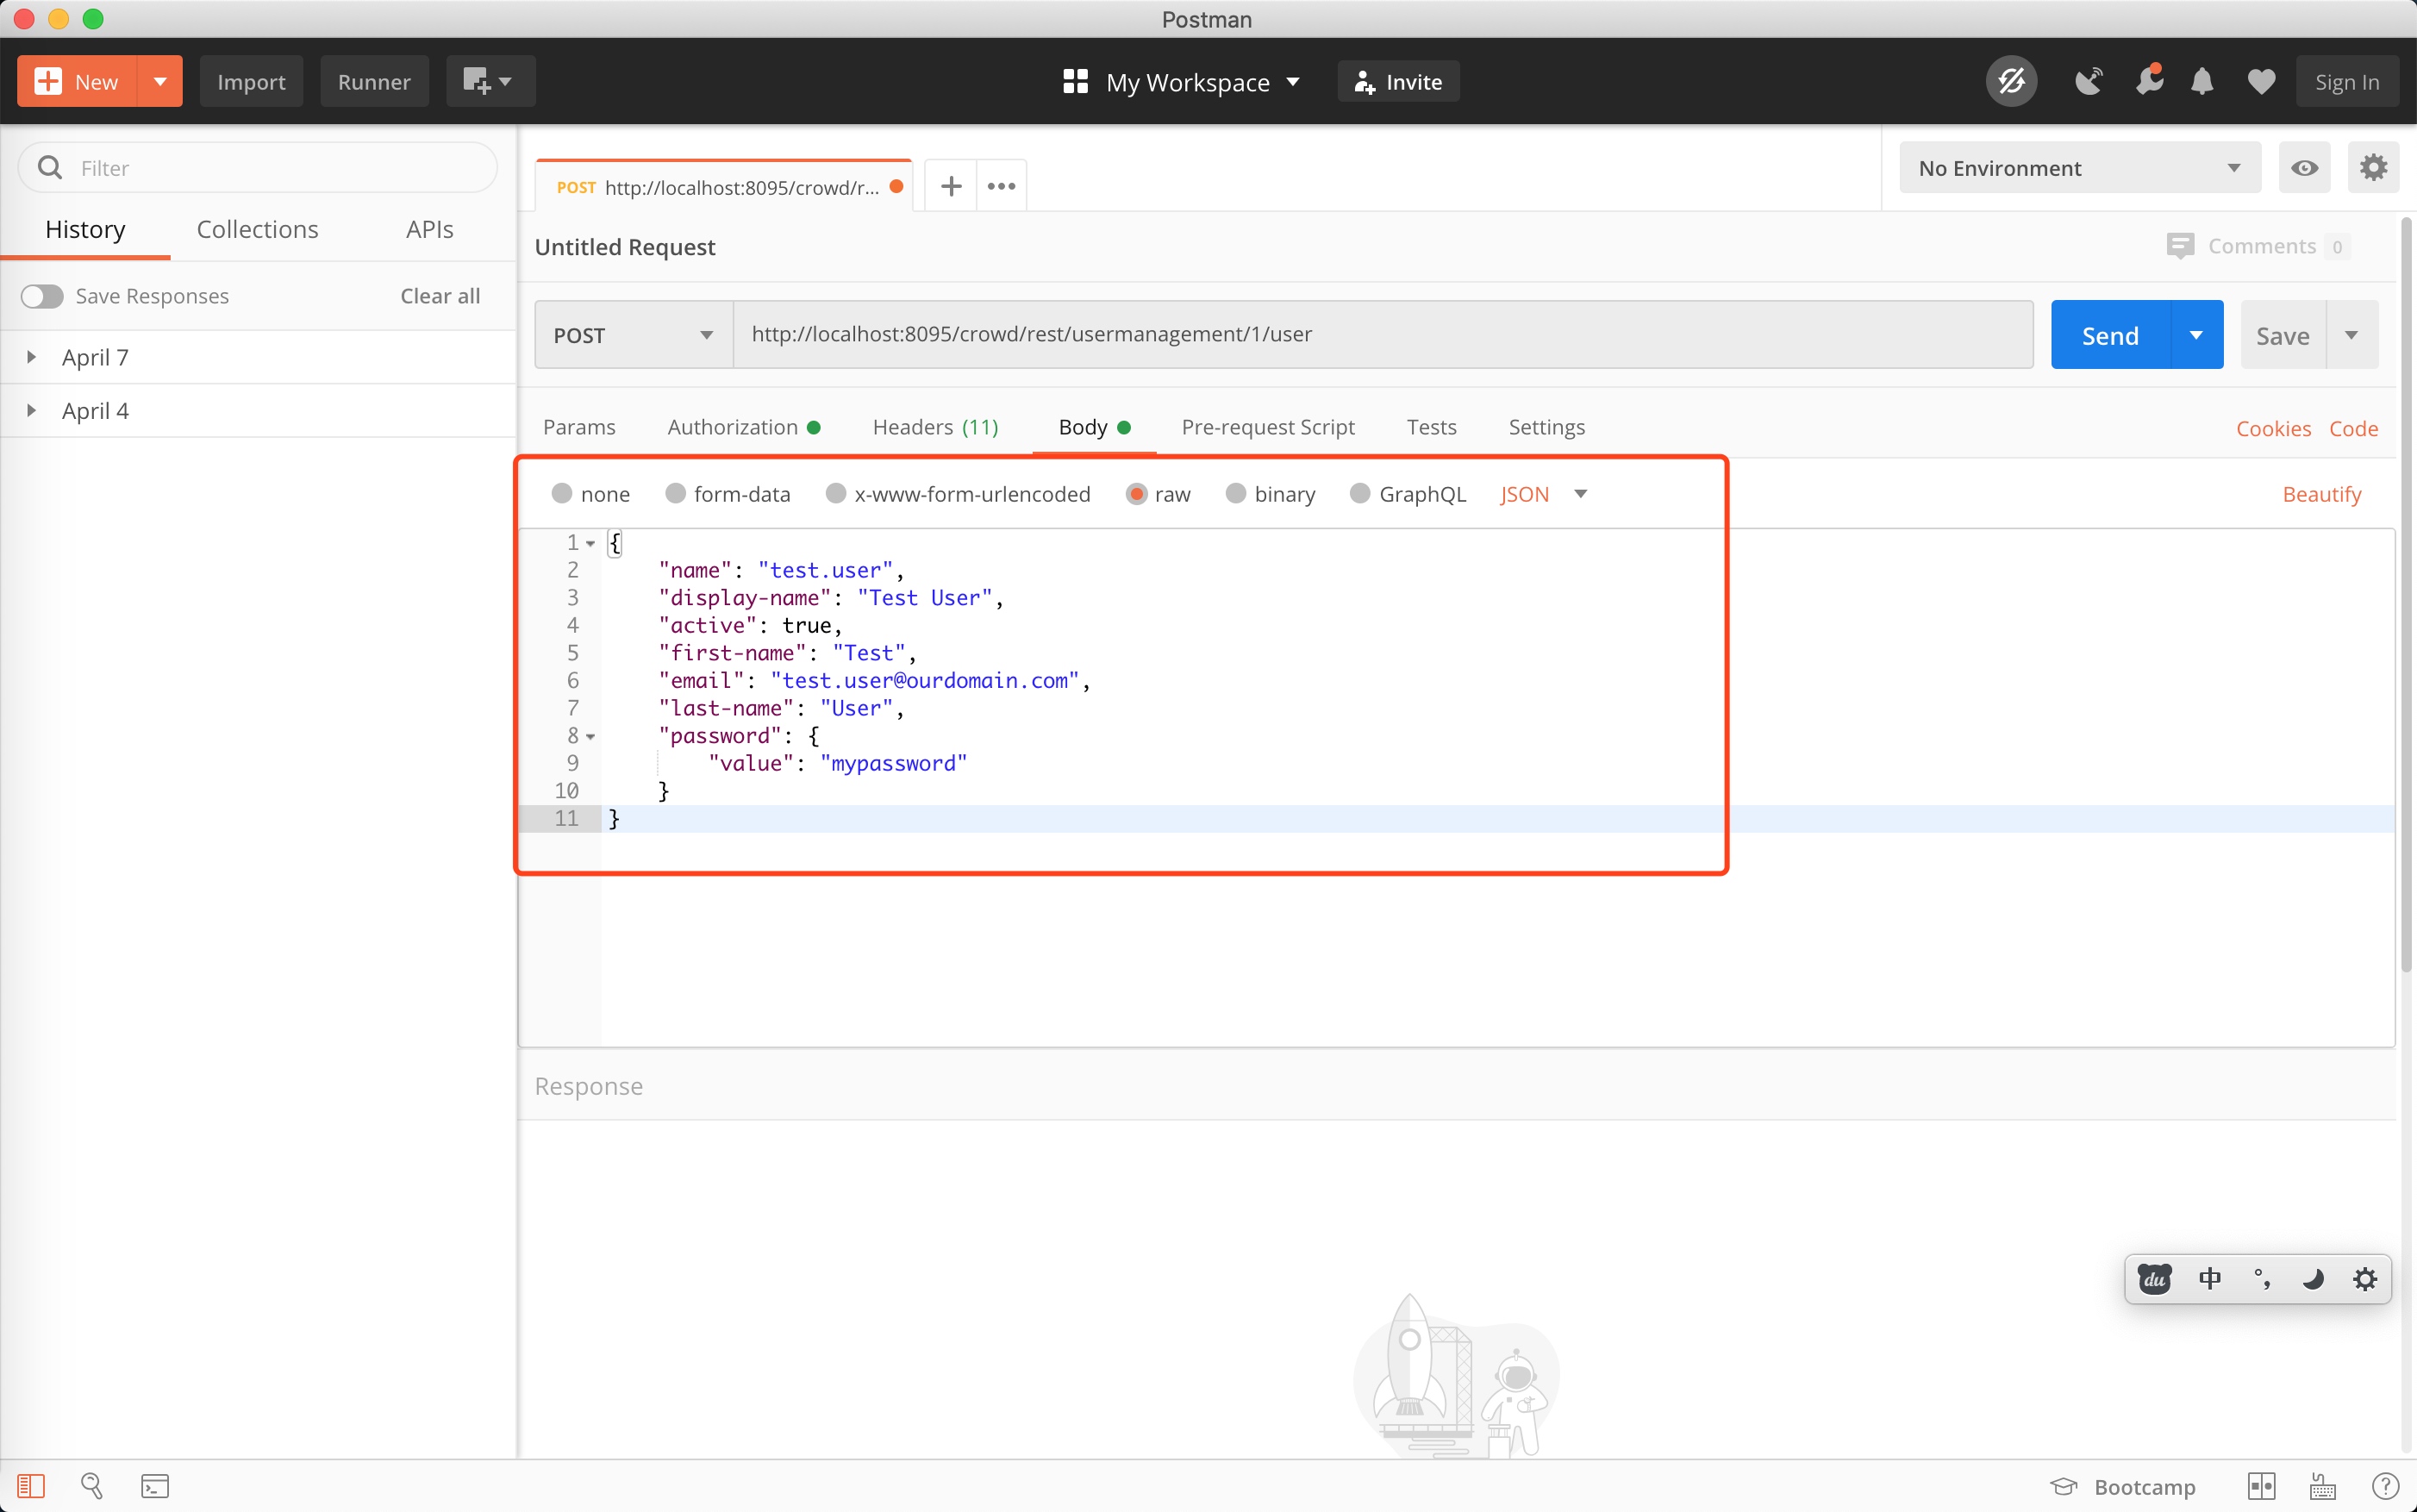 Postman
New
Import
Runner
My Workspace
Invite
Sign In
Filter
History
Collections
APIs
Save Responses
Clear all
April 7
April 4
POST http://localhost:8095/crowd/r...
No Environment
Untitled Request
Comments 0
POST
http://localhost:8095/crowd/rest/usermanagement/1/user
Send
Save
Params
Authorization
Headers (11)
Body
Pre-request Script
Tests
Settings
Cookies
Code
none
form-data
x-www-form-urlencoded
raw
binary
GraphQL
JSON
Beautify
1 {
2 "name": "test.user",
3 "display-name": "Test User",
4 "active": true,
5 "first-name": "Test",
6 "email": "test.user@ourdomain.com",
7 "last-name": "User",
8 "password": {
9 "value": "mypassword"
10 }
11 }
Response
du 中 °,
Bootcamp